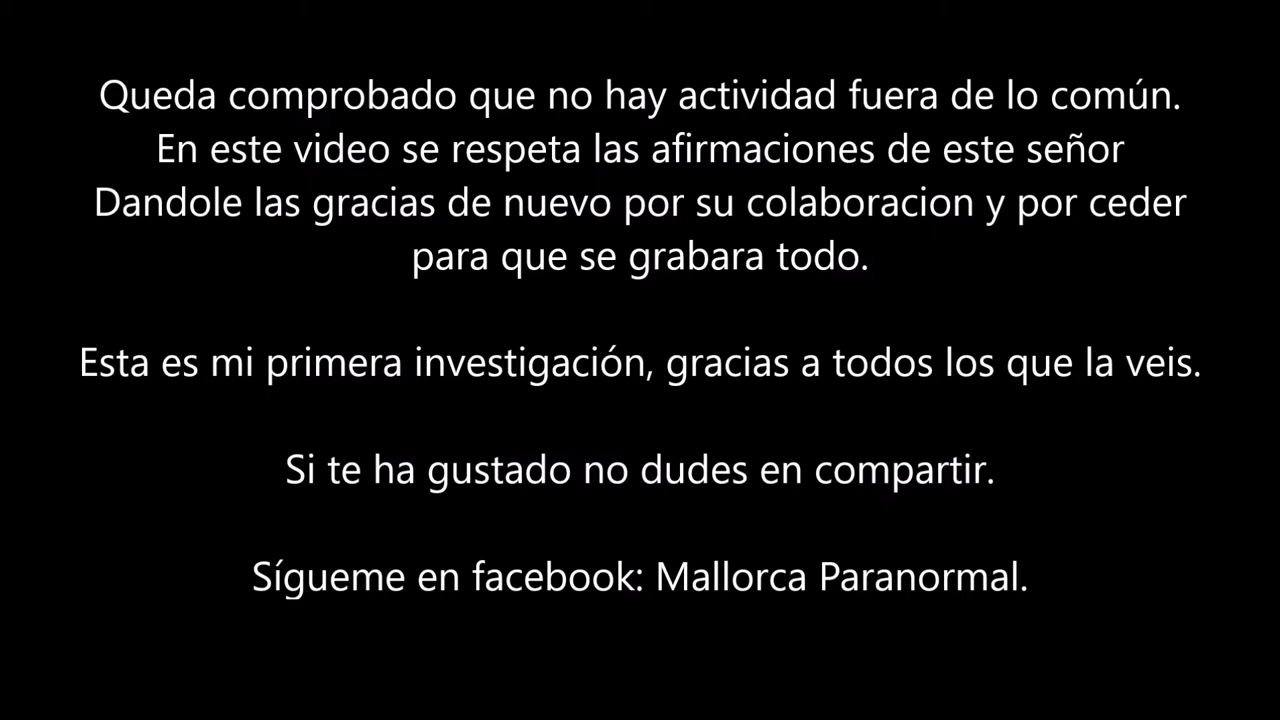 Queda comprobado que no hay actividad fuera de lo común.
En este video se respeta las afirmaciones de este señor
Dandole las gracias de nuevo por su colaboracion y por ceder
para que se grabara todo.
Esta es mi primera investigación, gracias a todos los que la veis.
Si te ha gustado no dudes en compartir.
Sígueme en facebook: Mallorca Paranormal.